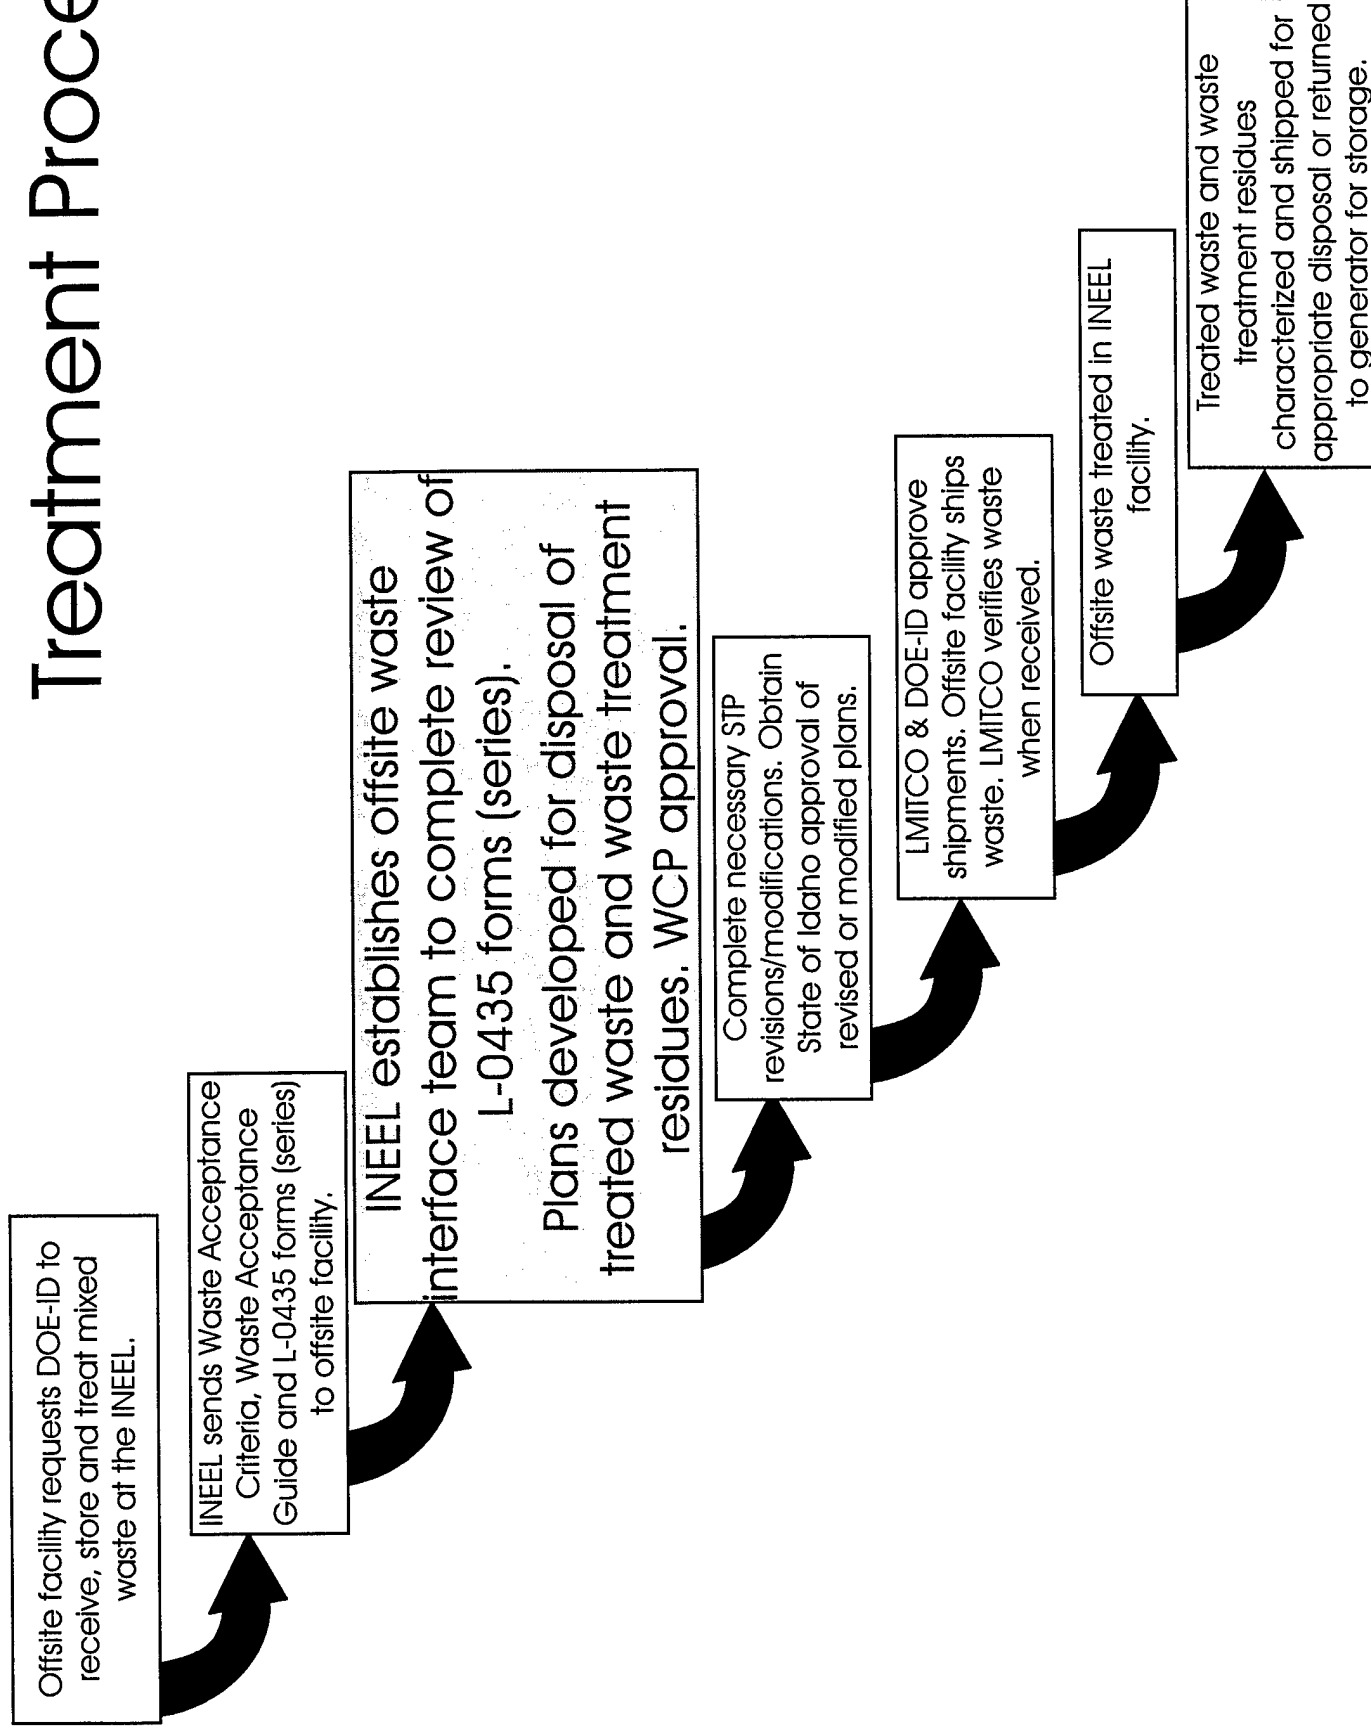 Treatment Proce
Offsite facility requests DOE-ID to
receive, store and treat mixed
waste at the INEEL.
INEEL sends Waste Acceptance
Criteria, Waste Acceptance
Guide and L-0435 forms (series)
to offsite facility.
INEEL establishes offsite waste
interface team to complete review of
L-0435 forms (series).
Plans developed for disposal of
treated waste and waste treatment
residues. WCP approval.
Complete necessary STP
revisions/modifications. Obtain
State of Idaho approval of
revised or modified plans.
LMITCO & DOE-ID approve
shipments. Offsite facility ships
waste. LMITCO verifies waste
when received.
Offsite waste treated in INEEL
facility.
Treated waste and waste
treatment residues
characterized and shipped for
appropriate disposal or returned
to generator for storage.